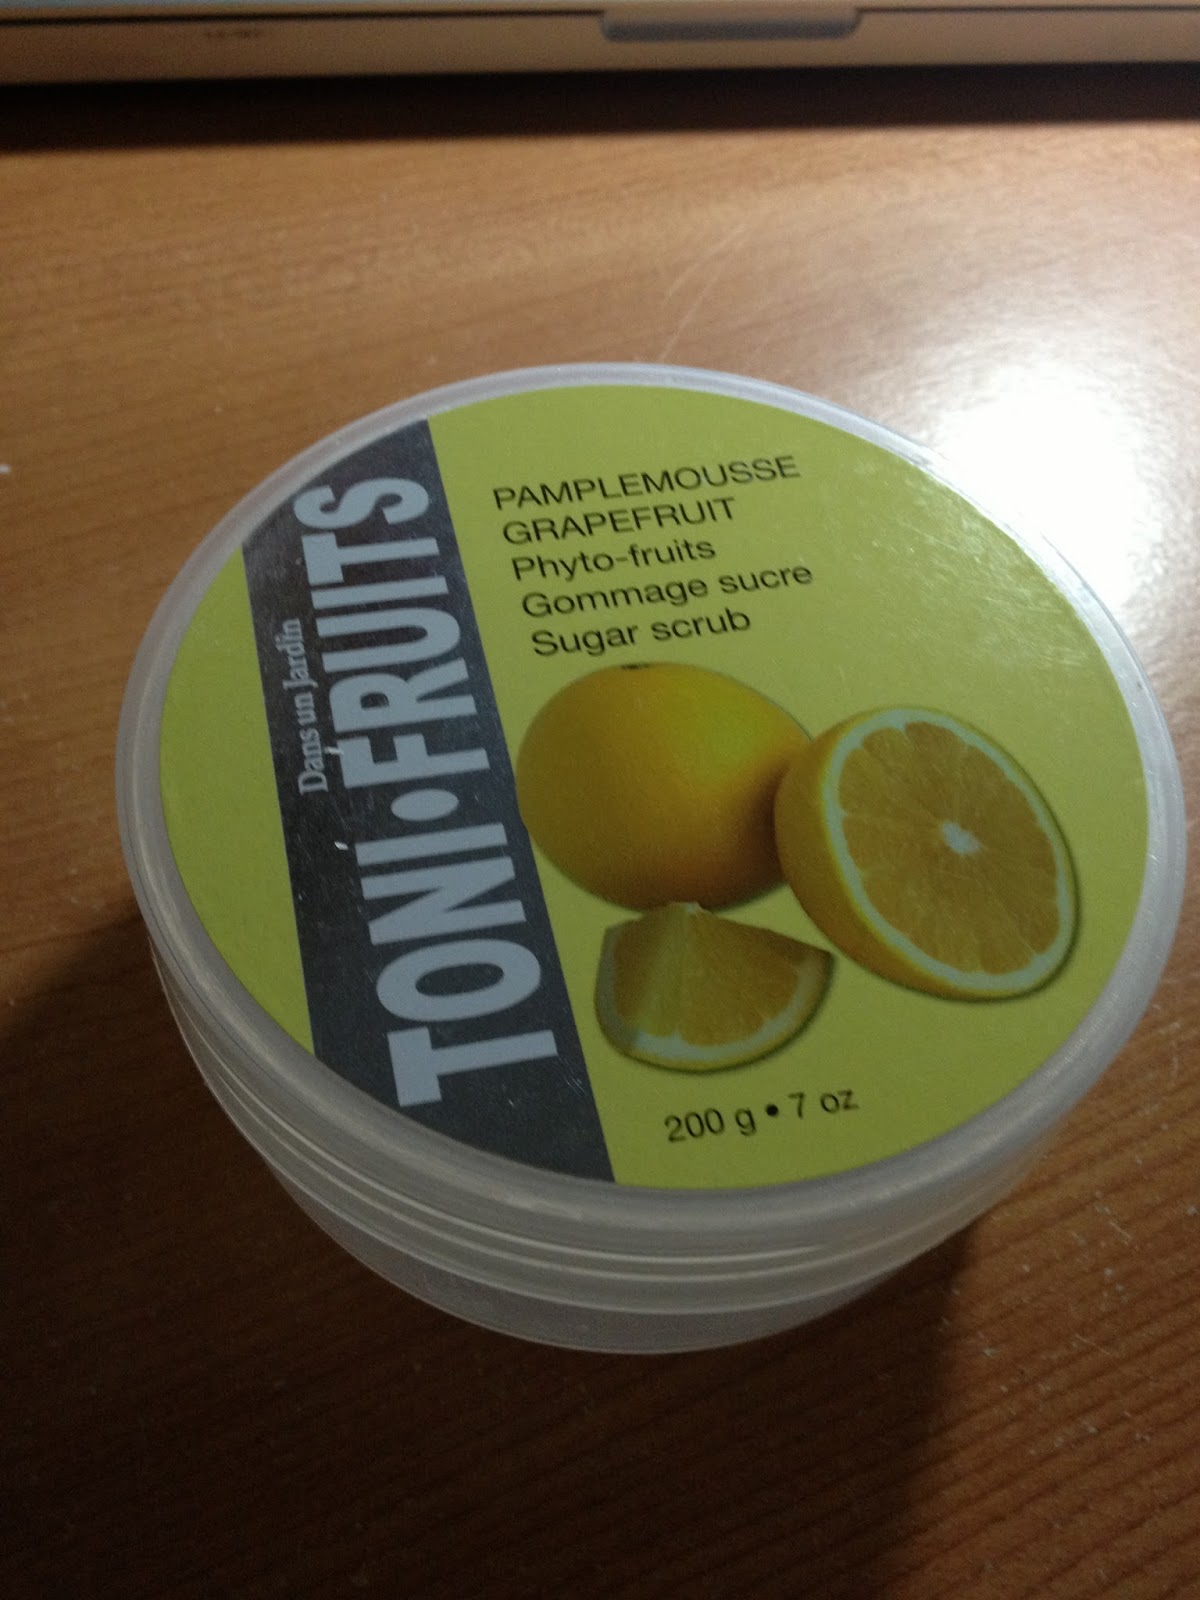 Dans un Jardin
TONI•FRUITS
PAMPLEMOUSSE
GRAPEFRUIT
Phyto-fruits
Gommage sucre
Sugar scrub
200 g • 7 oz